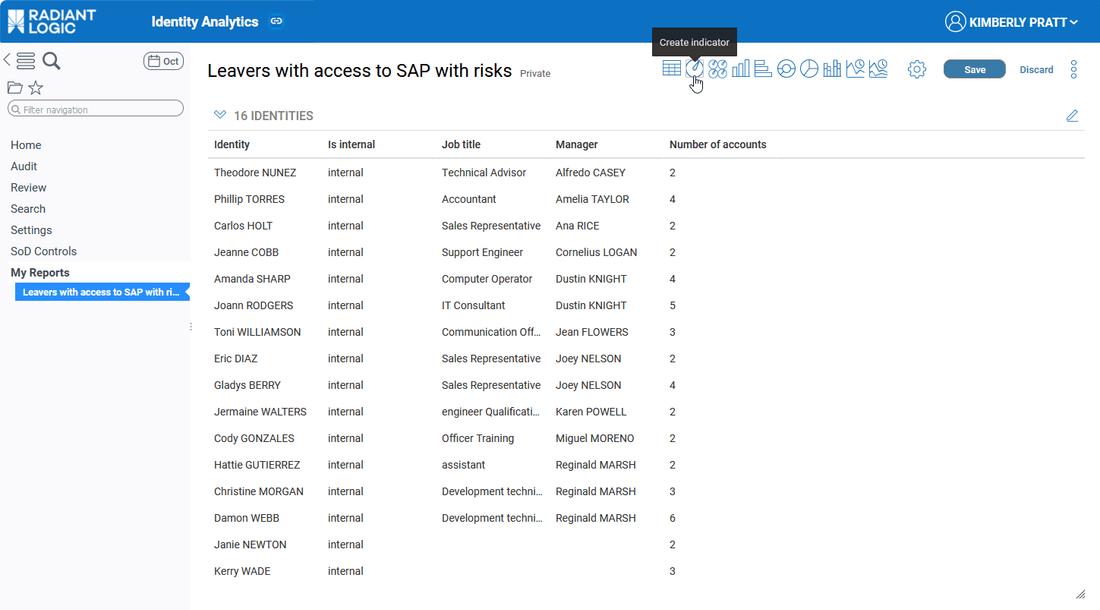 RADIANT
LOGIC
Identity Analytics
KIMBERLY PRATT
Create indicator
Oct
Filter navigation
Home
Audit
Review
Search
Settings
SoD Controls
My Reports
Leavers with access to SAP with ri...
Leavers with access to SAP with risks Private
Save Discard
16 IDENTITIES
Identity Is internal Job title Manager Number of accounts
Theodore NUNEZ internal Technical Advisor Alfredo CASEY 2
Phillip TORRES internal Accountant Amelia TAYLOR 4
Carlos HOLT internal Sales Representative Ana RICE 2
Jeanne COBB internal Support Engineer Cornelius LOGAN 2
Amanda SHARP internal Computer Operator Dustin KNIGHT 4
Joann RODGERS internal IT Consultant Dustin KNIGHT 5
Toni WILLIAMSON internal Communication Off... Jean FLOWERS 3
Eric DIAZ internal Sales Representative Joey NELSON 2
Gladys BERRY internal Sales Representative Joey NELSON 4
Jermaine WALTERS internal engineer Qualificati... Karen POWELL 2
Cody GONZALES internal Officer Training Miguel MORENO 2
Hattie GUTIERREZ internal assistant Reginald MARSH 2
Christine MORGAN internal Development techni... Reginald MARSH 3
Damon WEBB internal Development techni... Reginald MARSH 6
Janie NEWTON internal 2
Kerry WADE internal 3